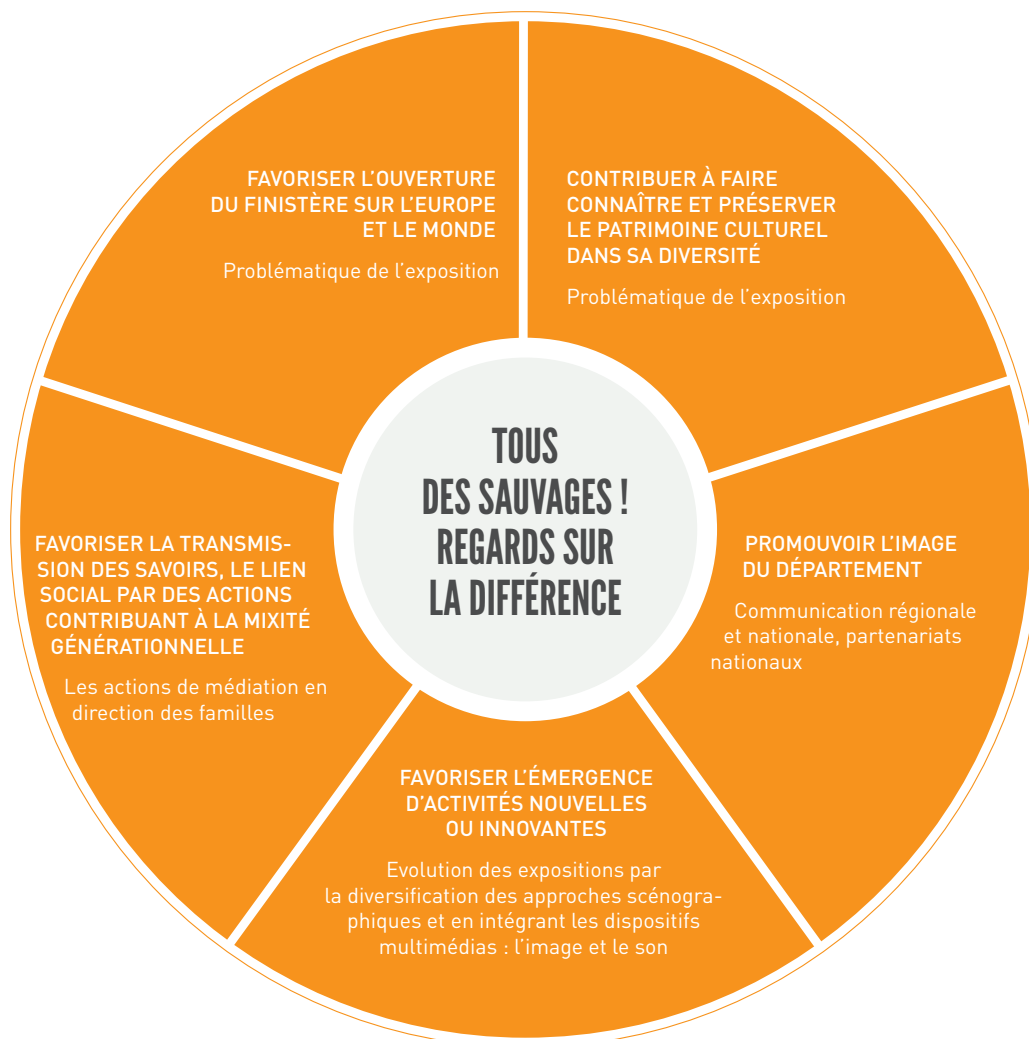 FAVORISER L'OUVERTURE
DU FINISTÈRE SUR L'EUROPE
ET LE MONDE
Problématique de l'exposition
CONTRIBUER À FAIRE
CONNAÎTRE ET PRÉSERVER
LE PATRIMOINE CULTUREL
DANS SA DIVERSITÉ
Problématique de l'exposition
TOUS
DES SAUVAGES !
REGARDS SUR
LA DIFFÉRENCE
FAVORISER LA TRANSMIS-
SION DES SAVOIRS, LE LIEN
SOCIAL PAR DES ACTIONS
CONTRIBUANT À LA MIXITÉ
GÉNÉRATIONNELLE
Les actions de médiation en
direction des familles
PROMOUVOIR L'IMAGE
DU DÉPARTEMENT
Communication régionale
et nationale, partenariats
nationaux
FAVORISER L'ÉMERGENCE
D'ACTIVITÉS NOUVELLES
OU INNOVANTES
Evolution des expositions par
la diversification des approches scénogra-
phiques et en intégrant les dispositifs
multimédias : l'image et le son